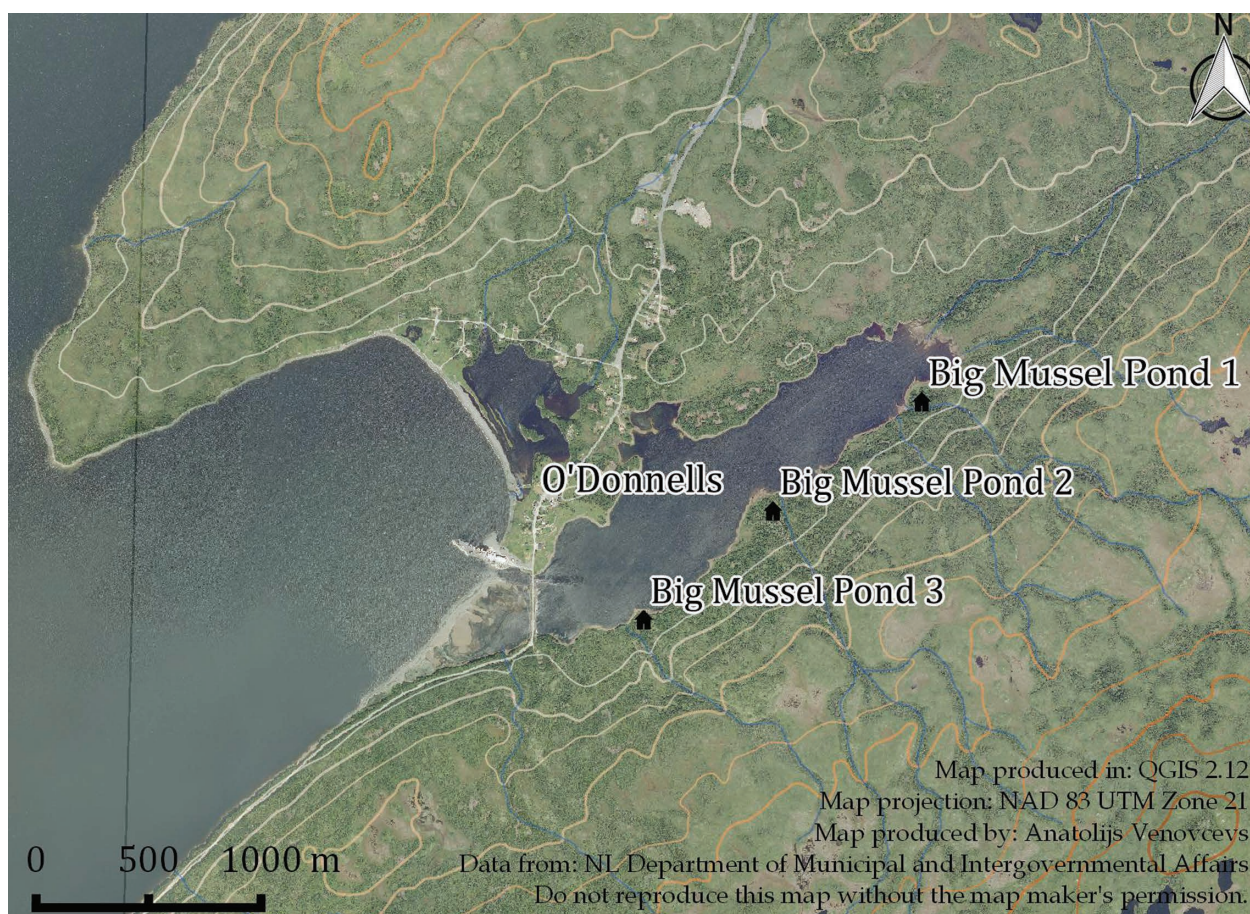 N
Big Mussel Pond 1
O'Donnells
Big Mussel Pond 2
Big Mussel Pond 3
Map produced in: QGIS 2.12
Map projection: NAD 83 UTM Zone 21
Map produced by: Anatolijs Venovcevs
0 500 1000 m
Data from: NL Department of Municipal and Intergovernmental Affairs
Do not reproduce this map without the map maker's permission.